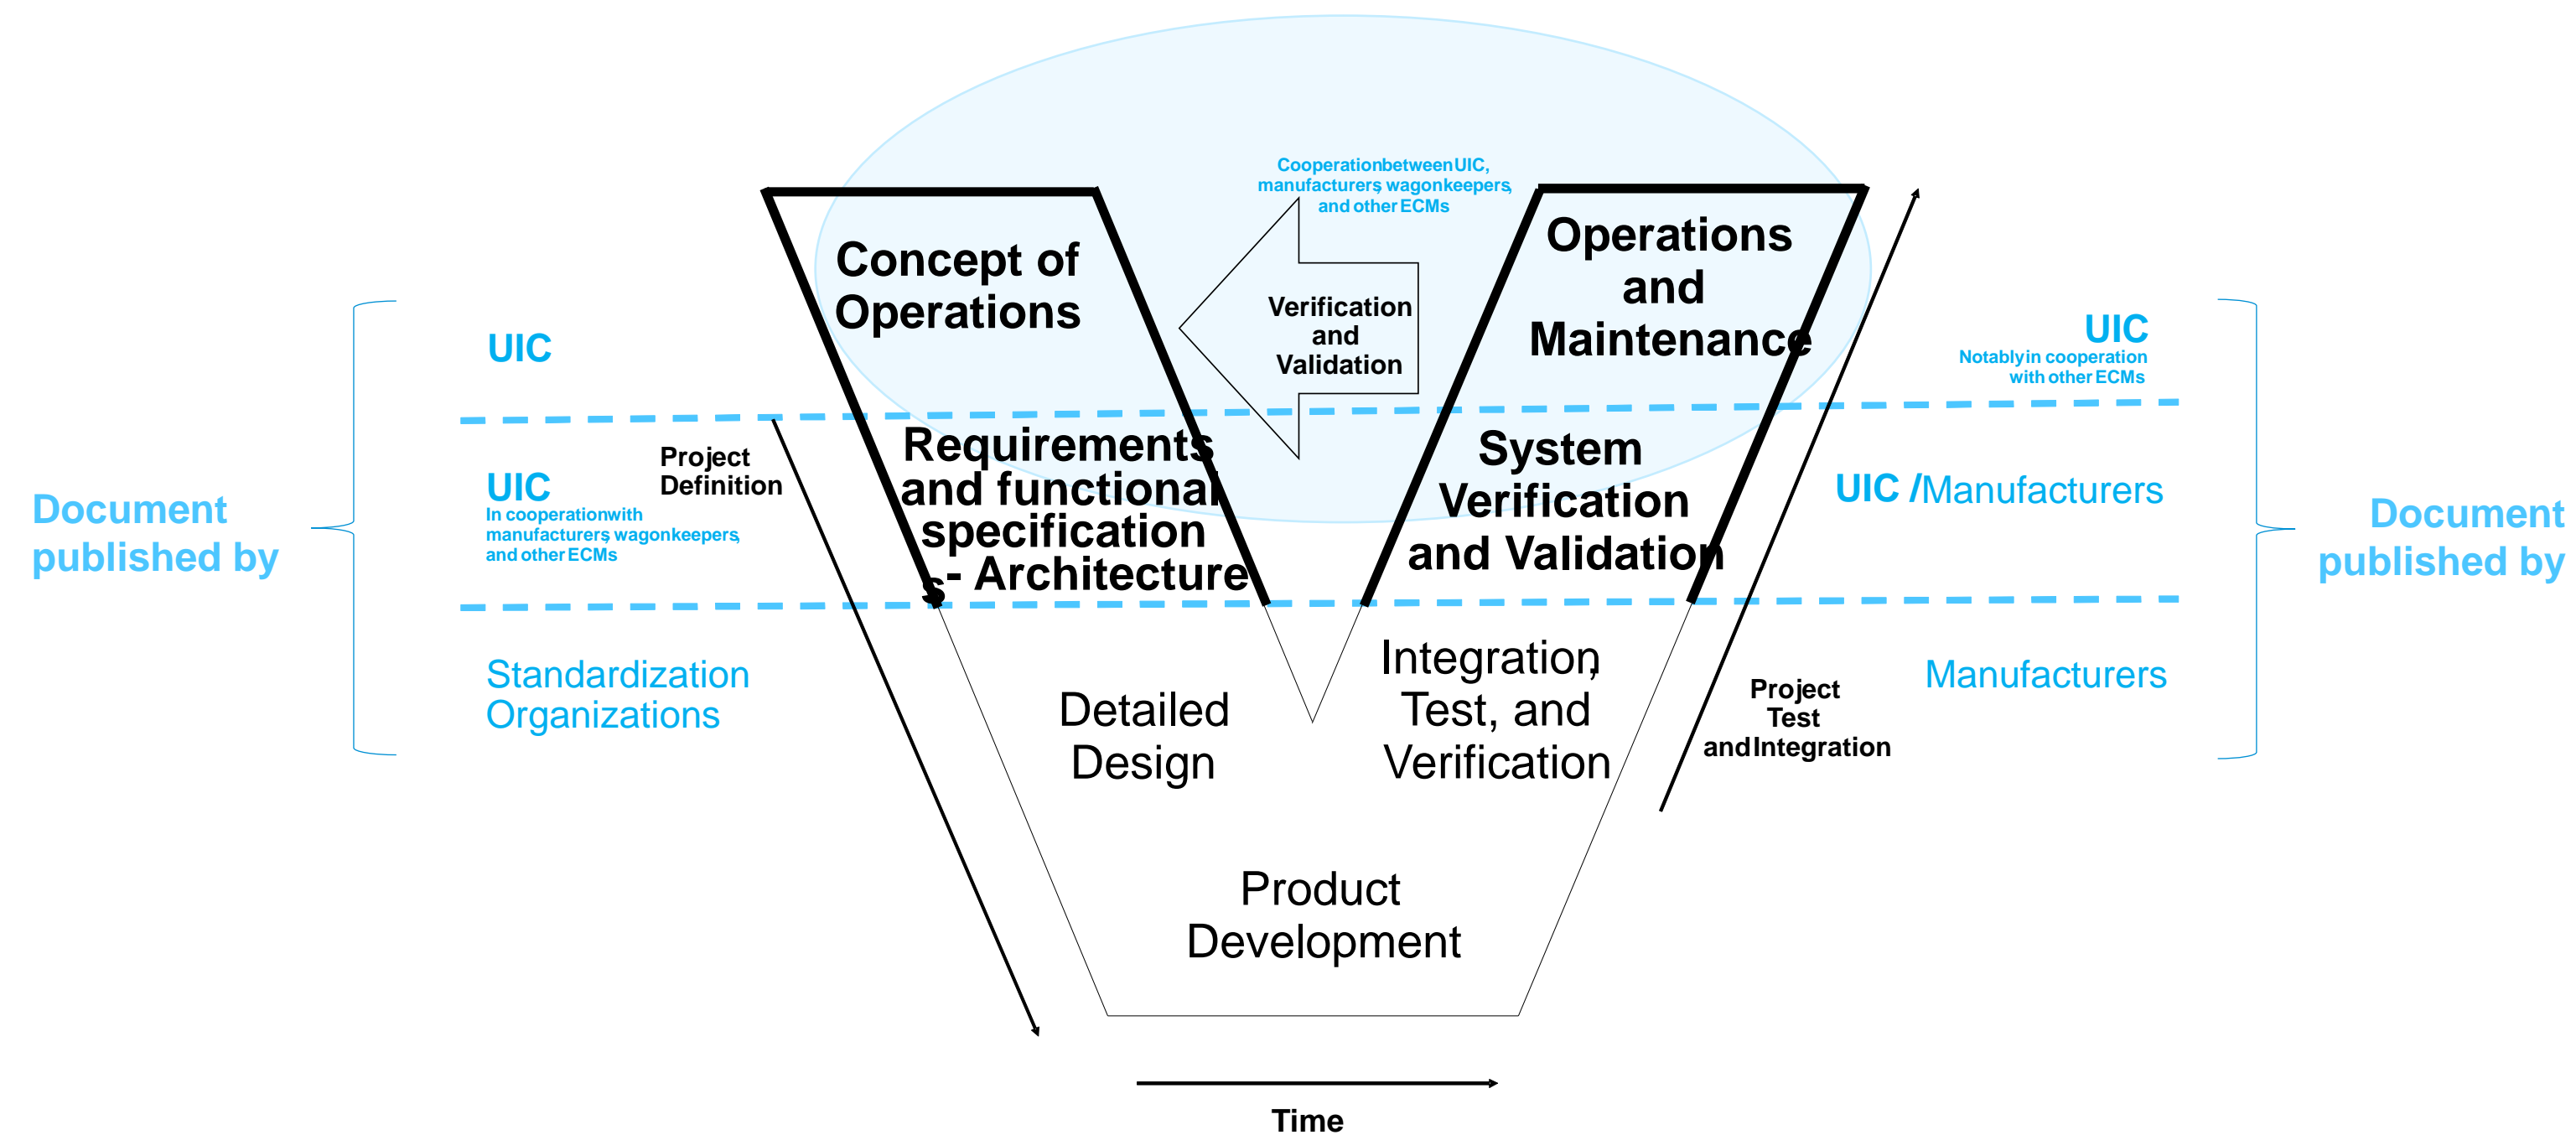 Cooperation between UIC,
manufacturers, wagonkeepers,
and other ECMs
Concept of
Operations
Verification
and
Validation
Operations
and
Maintenance
UIC
UIC
Notably in cooperation
with other ECMs
Project
Definition
UIC
In cooperation with
manufacturers, wagonkeepers,
and other ECMs
Requirements
and functional
specification
s - Architecture
System
Verification
and Validation
UIC / Manufacturers
Document
published by
Document
published by
Standardization
Organizations
Detailed
Design
Integration,
Test, and
Verification
Project
Test
and Integration
Manufacturers
Product
Development
Time